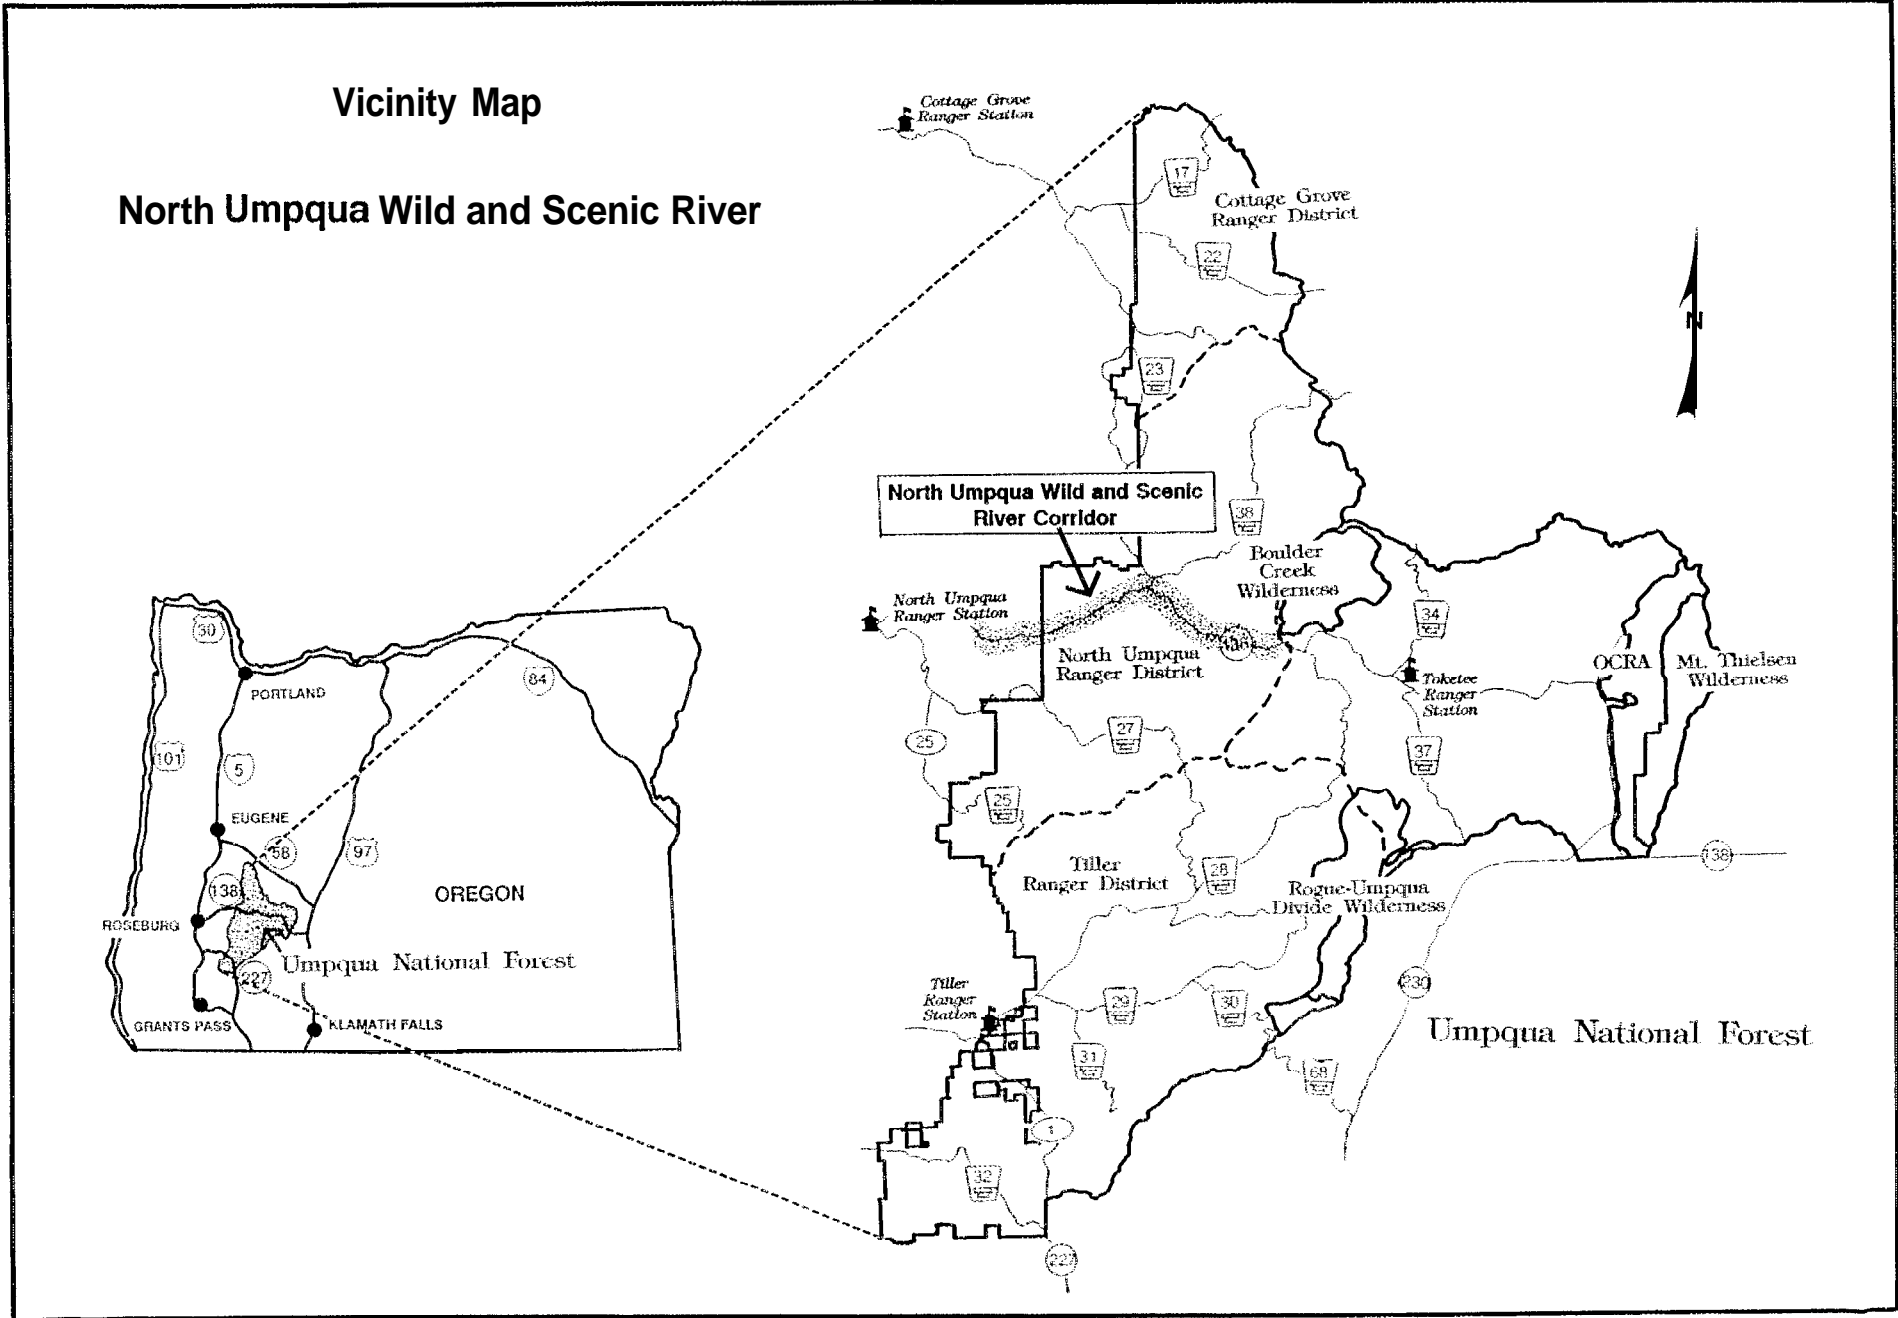 Vicinity Map
North Umpqua Wild and Scenic River
Cottage Grove
Ranger Station
17
Cottage Grove
Ranger District
22
N
23
North Umpqua Wild and Scenic
River Corridor
38
Boulder
Creek
Wilderness
North Umpqua
Ranger Station
34
North Umpqua
Ranger District
OCRA
Mt. Thielsen
Wilderness
Toketee
Ranger
Station
27
25
37
25
Tiller
Ranger District
28
138
Rogue-Umpqua
Divide Wilderness
230
Tiller
Ranger
Station
29
30
31
68
Umpqua National Forest
1
32
227
30
PORTLAND
84
101
5
EUGENE
58
97
138
OREGON
ROSEBURG
Umpqua National Forest
227
GRANTS PASS
KLAMATH FALLS